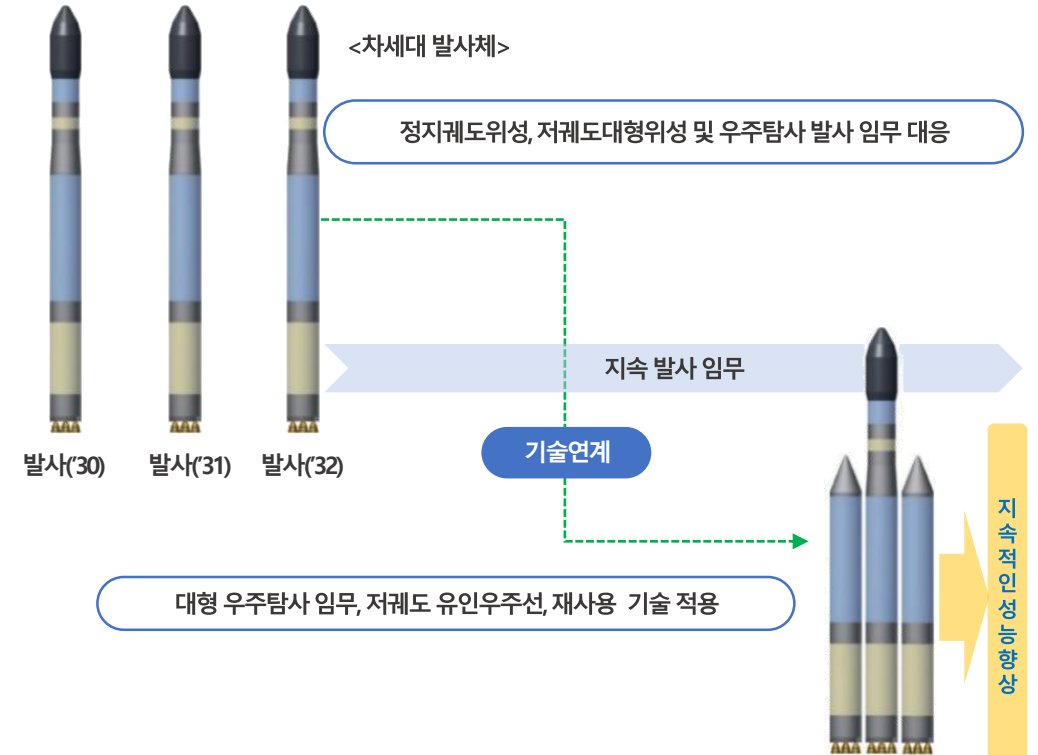 <차세대 발사체>
정지궤도위성, 저궤도대형위성 및 우주탐사 발사 임무 대응
지속 발사 임무
발사('30)
발사('31)
발사('32)
기술연계
대형 우주탐사 임무, 저궤도 유인우주선, 재사용 기술 적용
지속적인성능향상